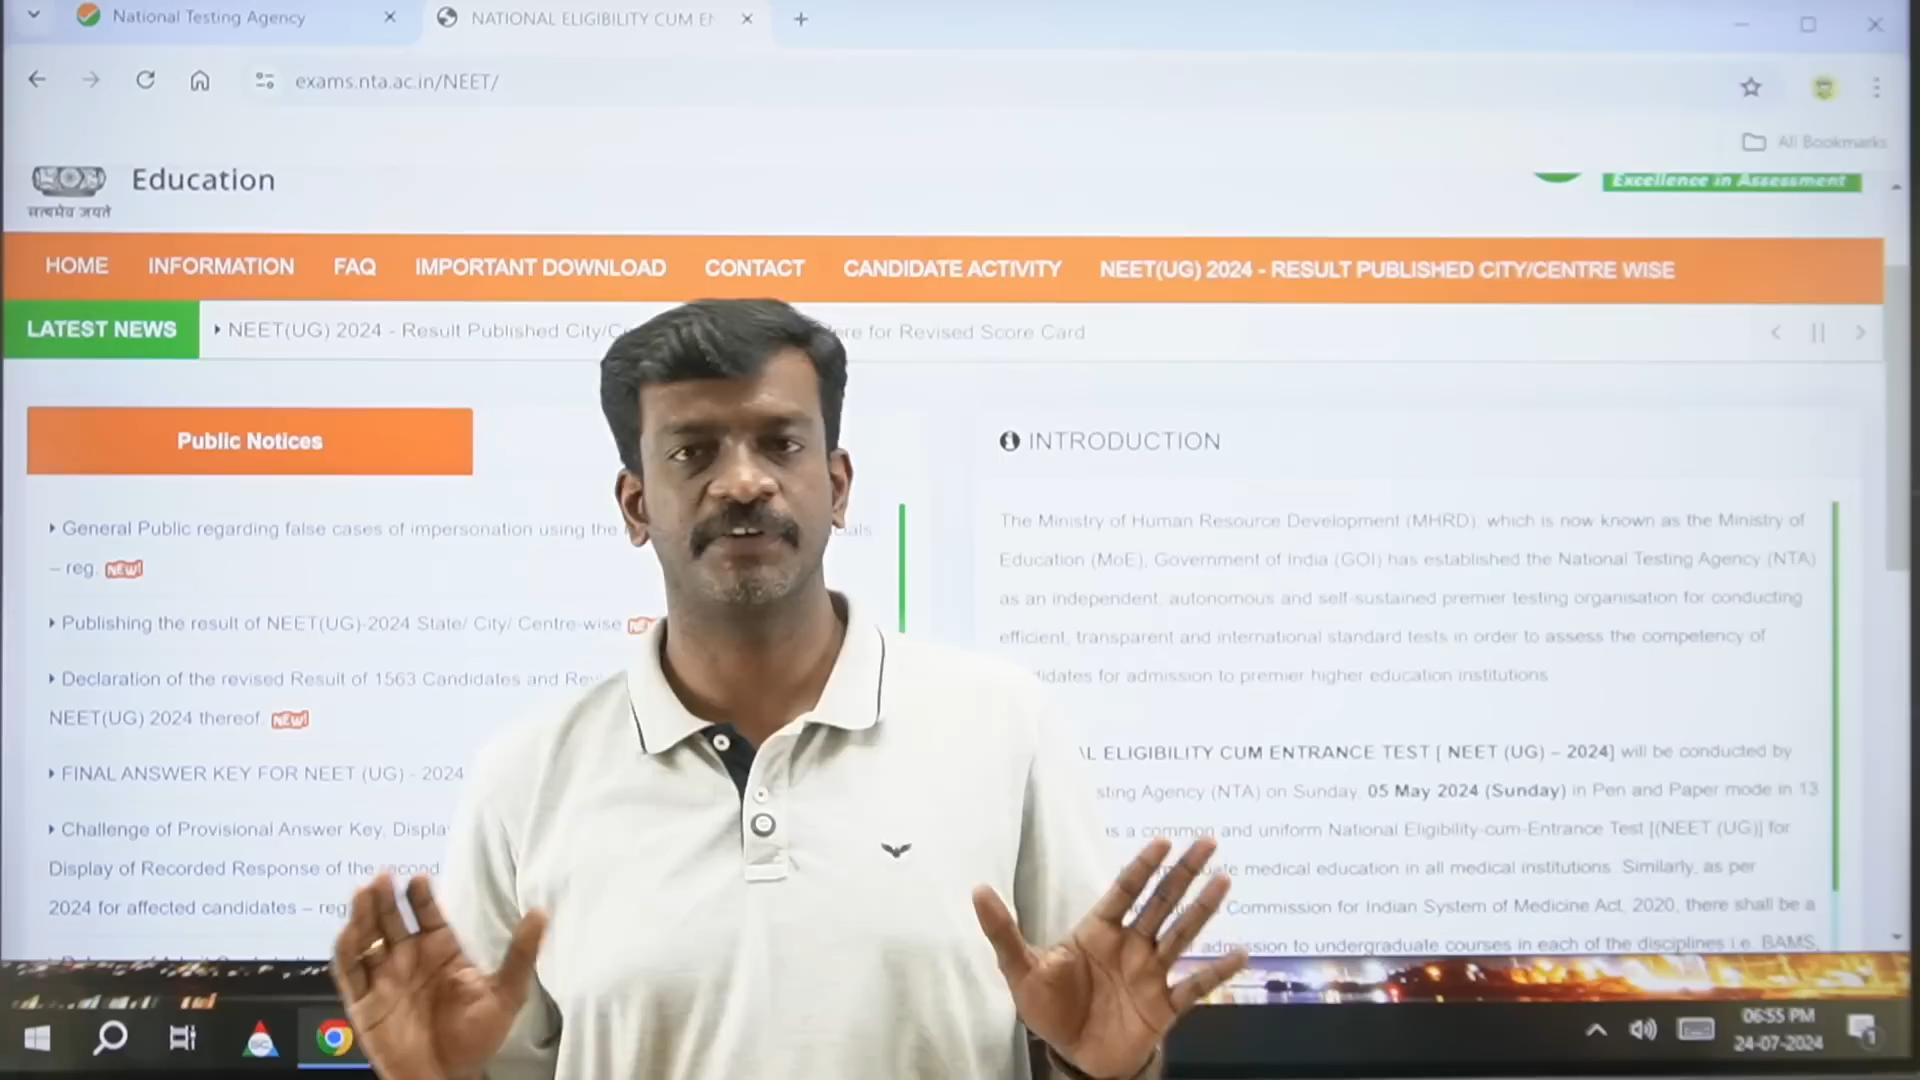 National Testing Agency
NATIONAL ELIGIBILITY CUM
exams.nta.ac.in/NEET/
All Bookmarks
Education
सत्यमेव जयते
Excellence in Assessment
HOME INFORMATION FAQ IMPORTANT DOWNLOAD CONTACT CANDIDATE ACTIVITY NEET(UG) 2024 - RESULT PUBLISHED CITY/CENTRE WISE
LATEST NEWS NEET(UG) 2024 - Result Published for Revised Score Card
Public Notices
General Public regarding false cases of impersonation using the
– reg. NEW!
Publishing the result of NEET(UG)-2024 State/ City/ Centre-wise
Declaration of the revised Result of 1563 Candidates and
NEET(UG) 2024 thereof. NEW!
FINAL ANSWER KEY FOR NEET (UG) - 2024
Challenge of Provisional Answer Key,
Display of Recorded Response of the second
2024 for affected candidates – reg
INTRODUCTION
The Ministry of Human Resource Development (MHRD), which is now known as the Ministry of
Education (MoE), Government of India (GOI) has established the National Testing Agency (NTA)
as an independent, autonomous and self-sustained premier testing organisation for conducting
efficient, transparent and international standard tests in order to assess the competency of
for admission to premier higher education institutions
ELIGIBILITY CUM ENTRANCE TEST [ NEET (UG) – 2024] will be conducted by
Agency (NTA) on Sunday, 05 May 2024 (Sunday) in Pen and Paper mode in 13
is a common and uniform National Eligibility-cum-Entrance Test [(NEET (UG)] for
medical education in all medical institutions. Similarly, as per
Commission for Indian System of Medicine Act, 2020, there shall be a
admission to undergraduate courses in each of the disciplines i.e. BAMS,
06:55 PM
24-07-2024
1